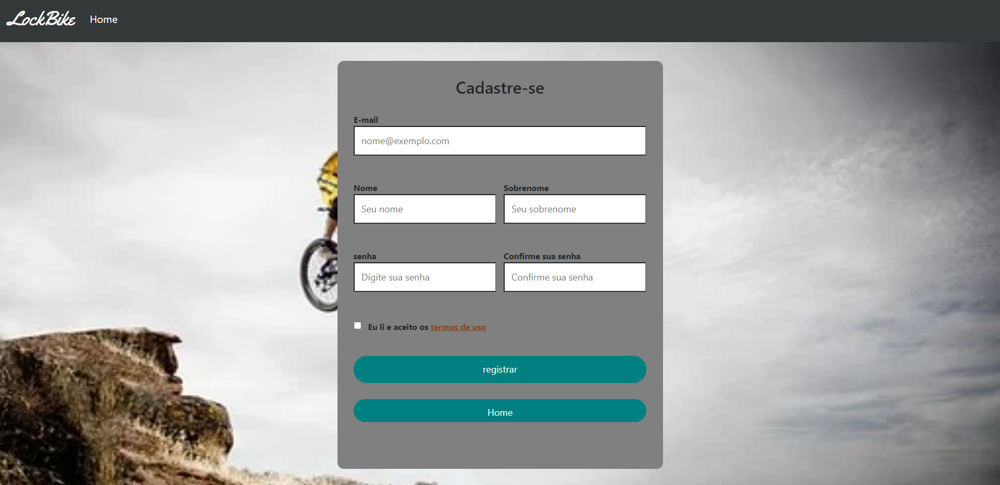 LockBike Home
Cadastre-se
E-mail
nome@exemplo.com
Nome Sobrenome
Seu nome Seu sobrenome
senha Confirme sua senha
Digite sua senha Confirme sua senha
Eu li e aceito os termos de uso
registrar
Home